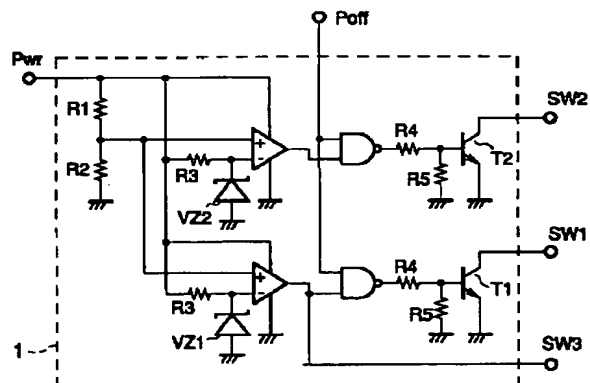 Poff
Pwr
R1
R2
R3
VZ2
+
-
R4
R5
T2
SW2
R3
VZ1
+
-
R4
R5
T1
SW1
SW3
1